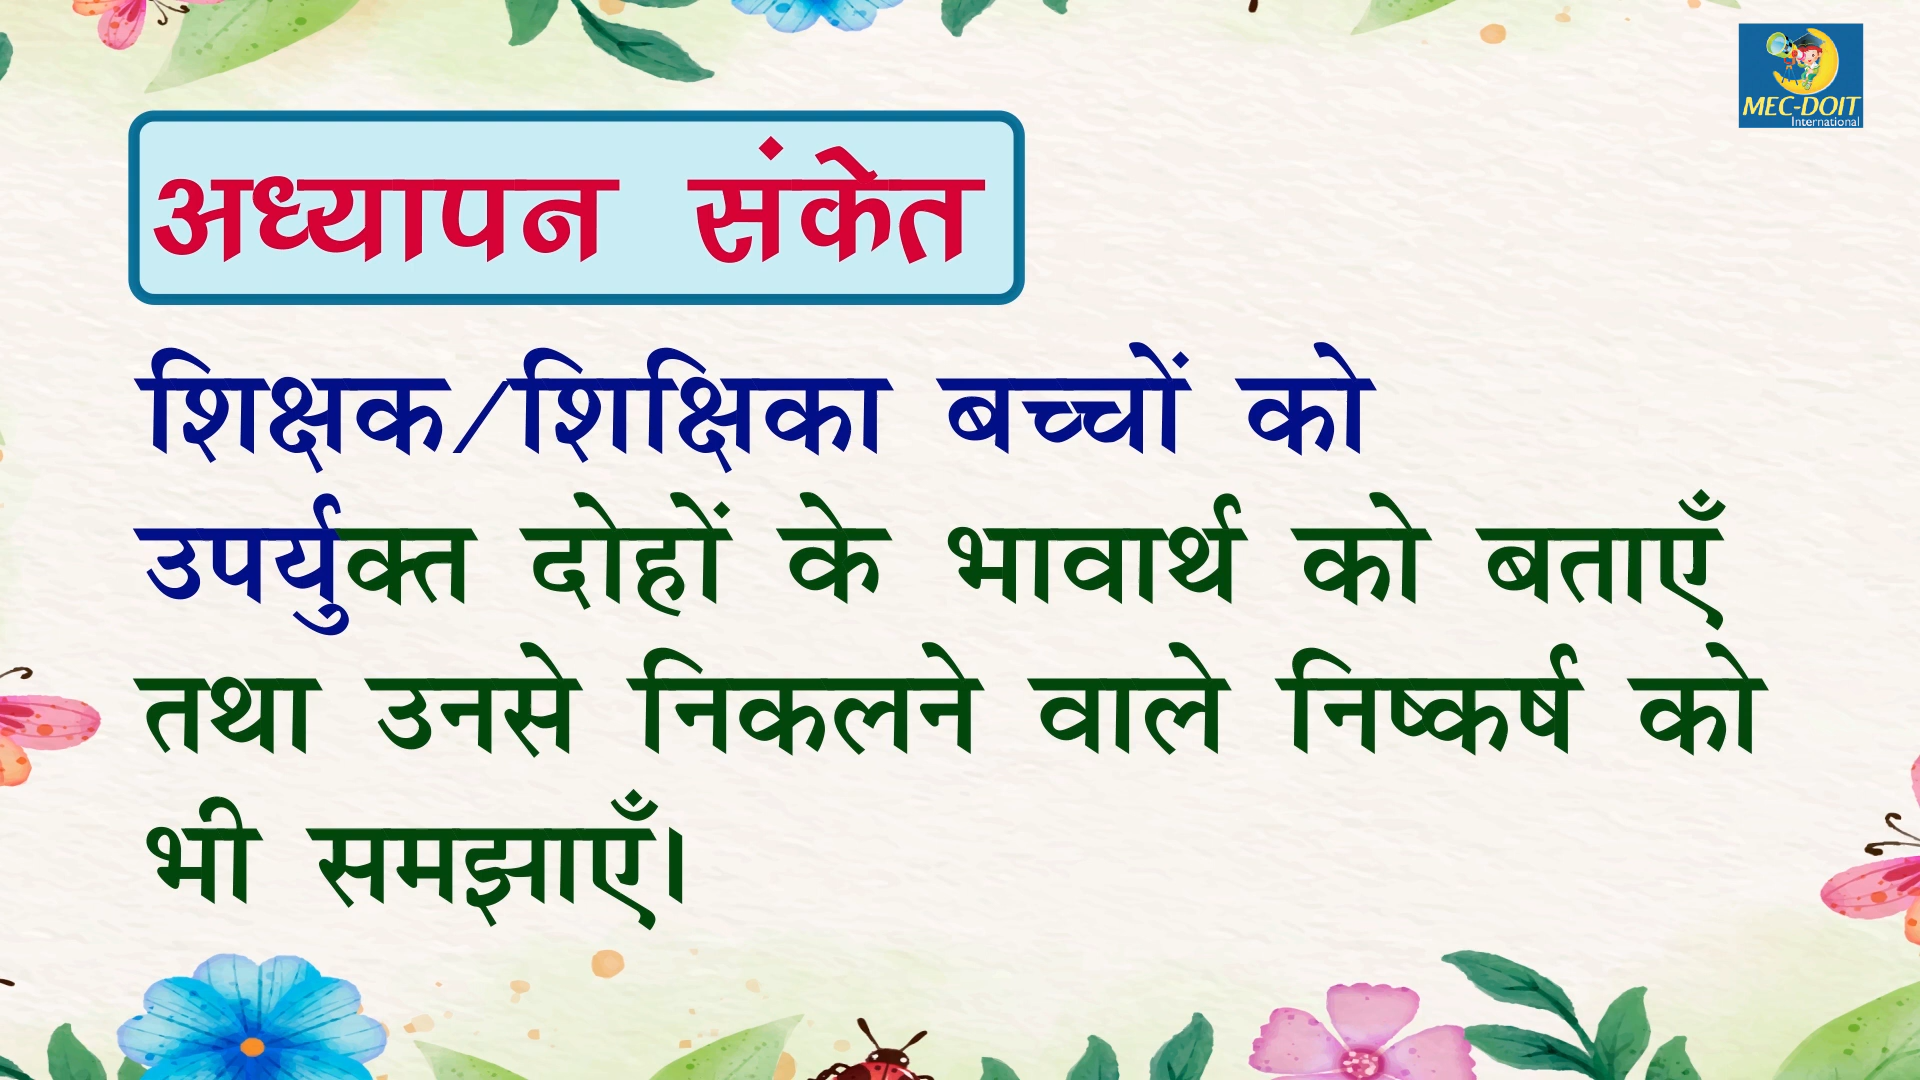 MEC-DOIT
International
अध्यापन संकेत
शिक्षक/शिक्षिका बच्चों को
उपर्युक्त दोहों के भावार्थ को बताएँ
तथा उनसे निकलने वाले निष्कर्ष को
भी समझाएँ।